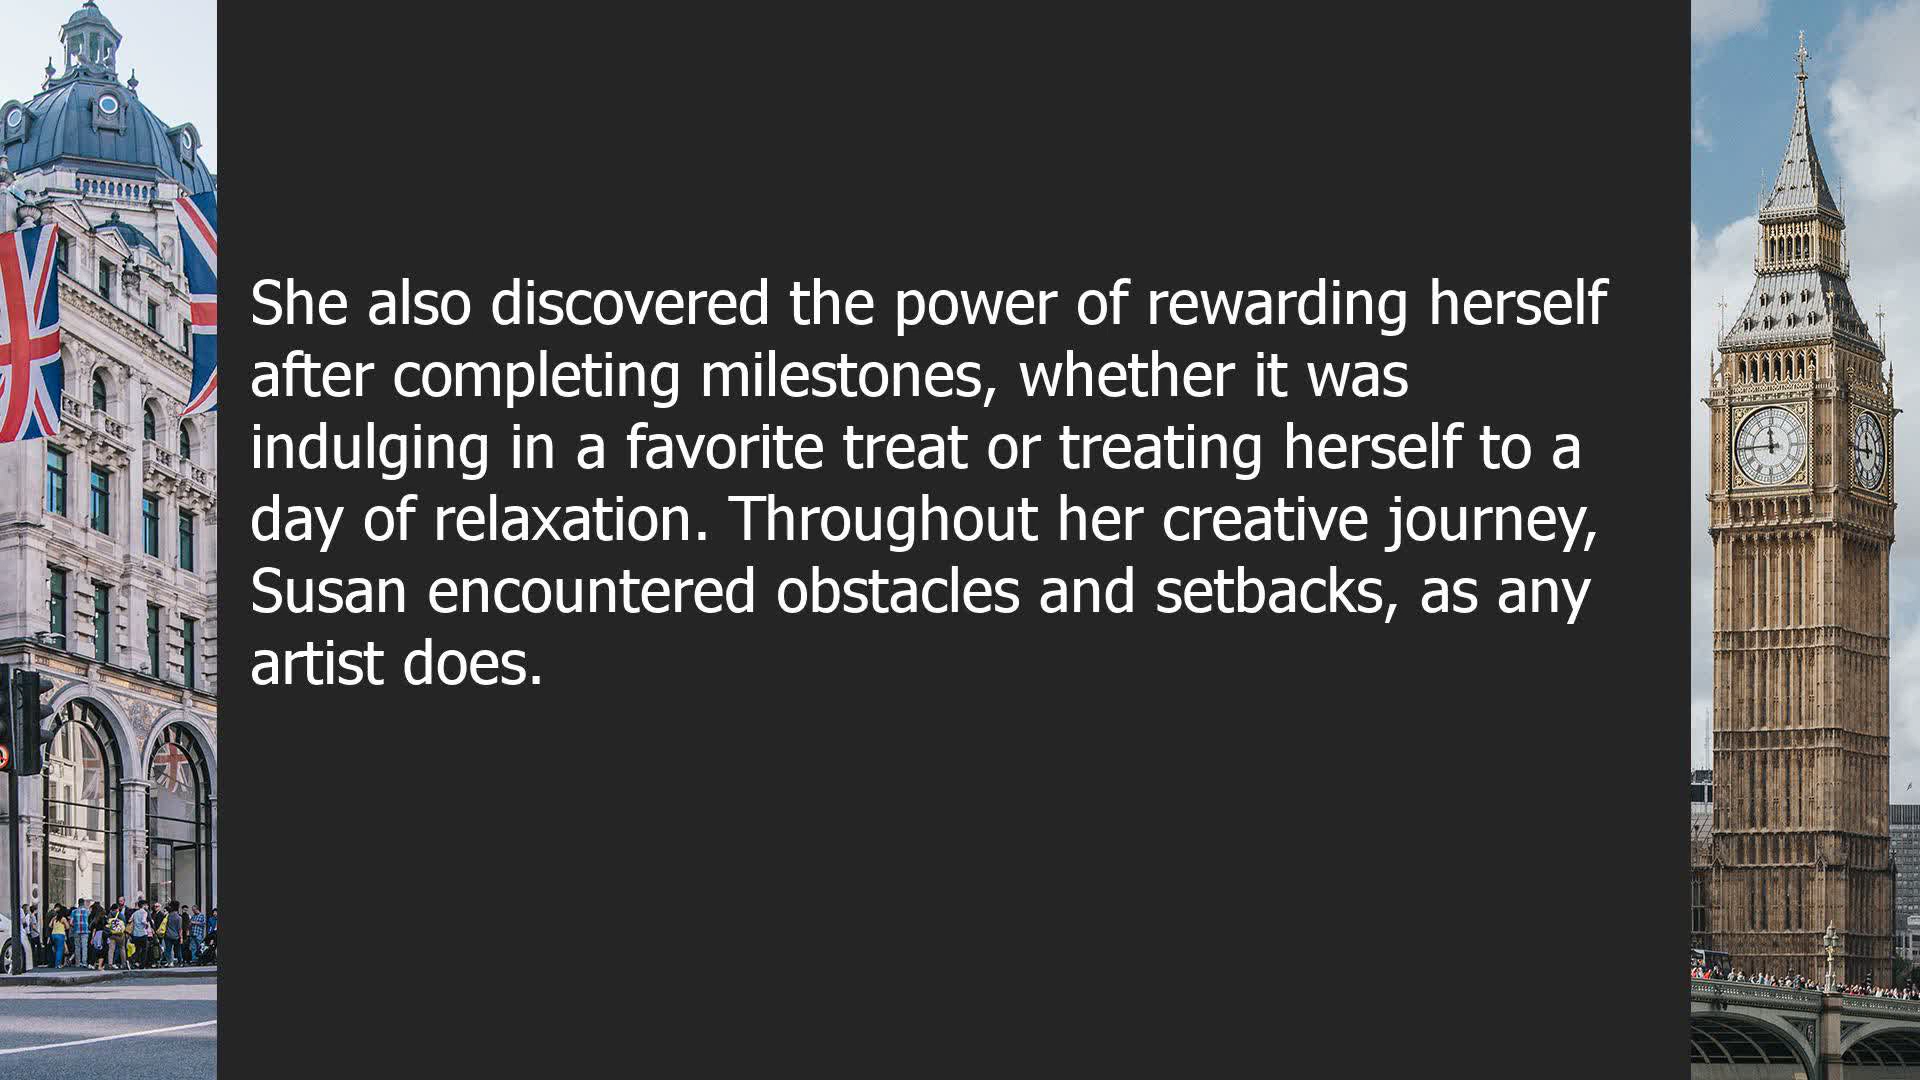 She also discovered the power of rewarding herself
after completing milestones, whether it was
indulging in a favorite treat or treating herself to a
day of relaxation. Throughout her creative journey,
Susan encountered obstacles and setbacks, as any
artist does.